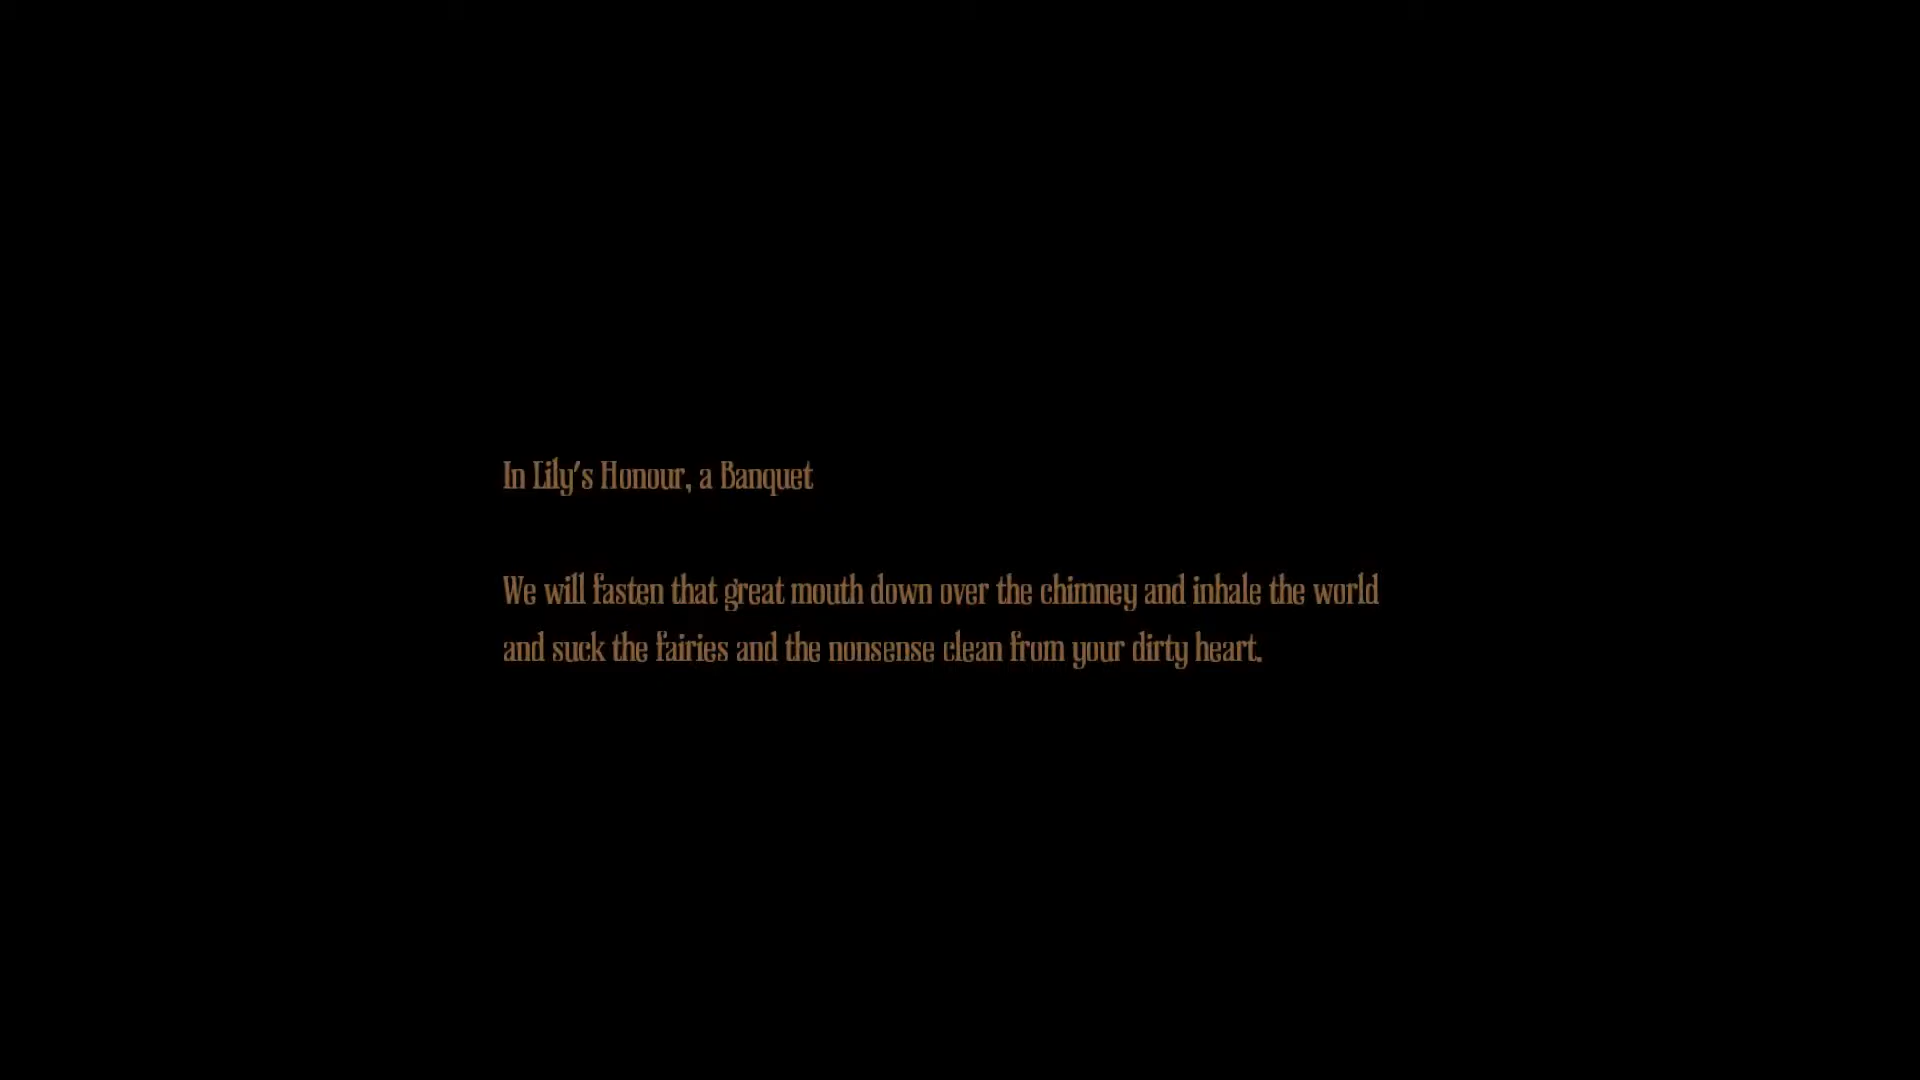 In Lily's Honour, a Banquet
We will fasten that great mouth down over the chimney and inhale the world
and suck the fairies and the nonsense clean from your dirty heart.